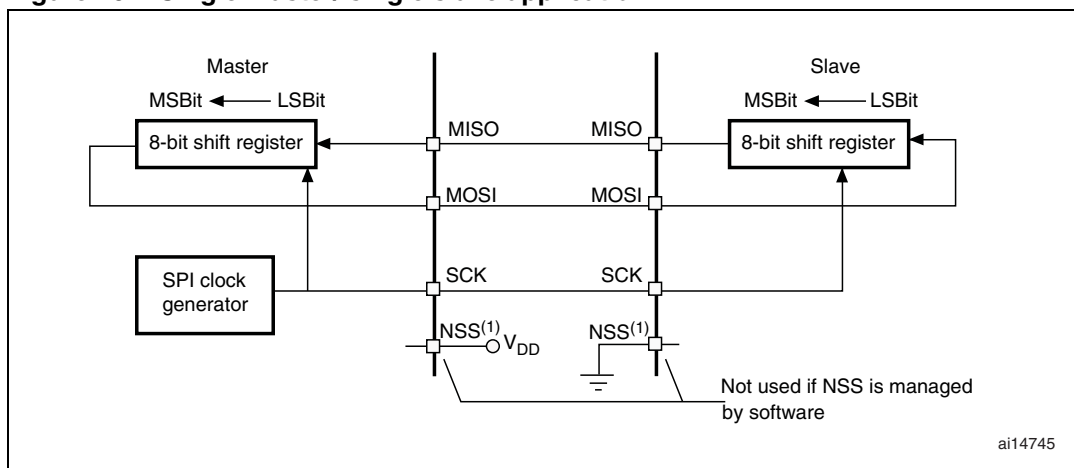 Master
Slave
MSBit LSBit
MSBit LSBit
8-bit shift register
MISO
MISO
8-bit shift register
MOSI
MOSI
SPI clock
generator
SCK
SCK
NSS(1)
VDD
NSS(1)
Not used if NSS is managed
by software
ai14745